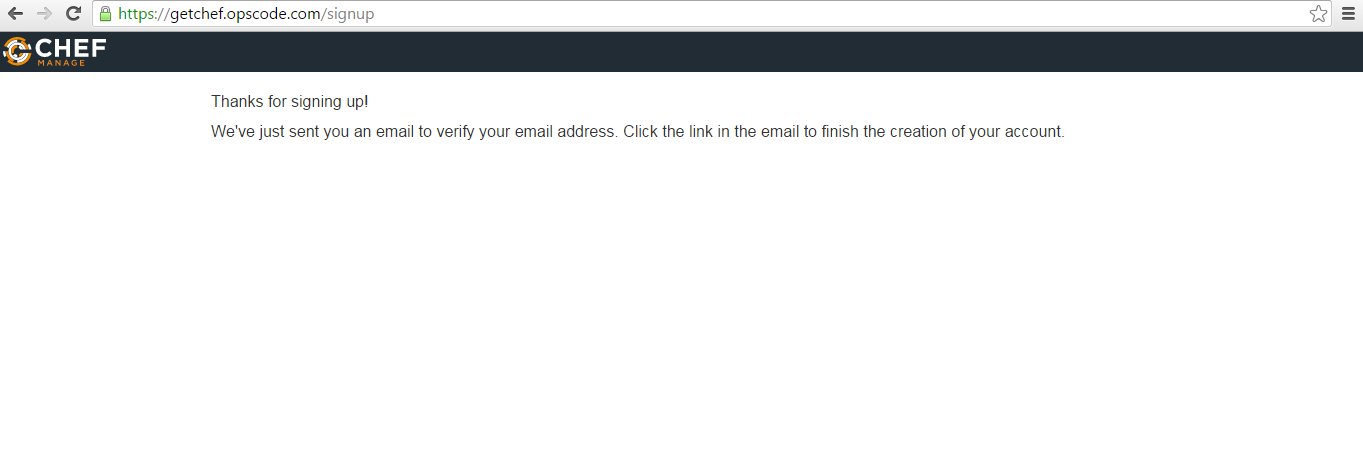 https://getchef.opscode.com/signup
CHEF
MANAGE
Thanks for signing up!
We've just sent you an email to verify your email address. Click the link in the email to finish the creation of your account.